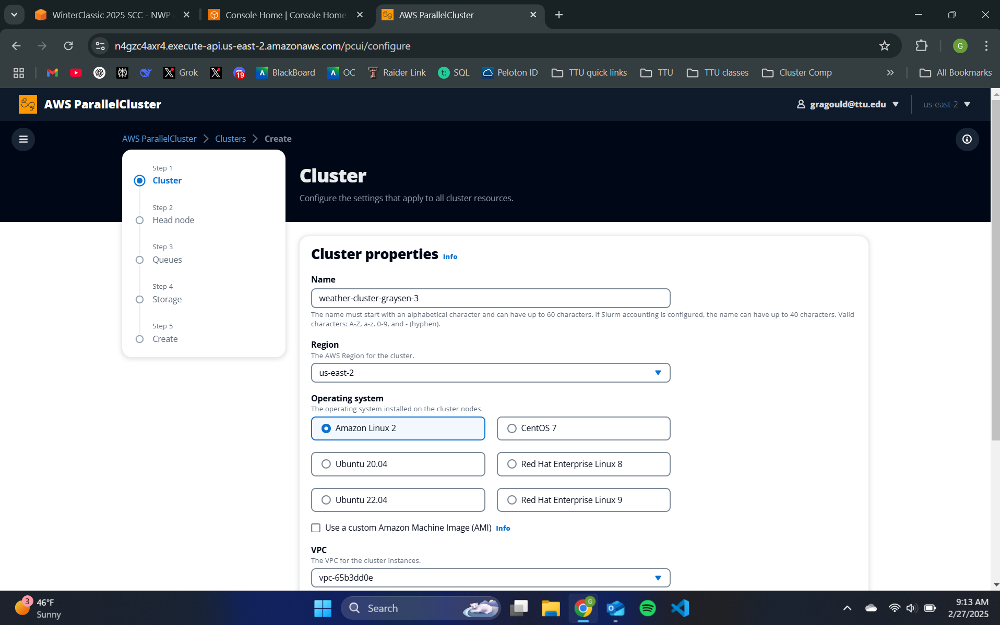 WinterClassic 2025 SCC - NWP
Console Home | Console Home
AWS ParallelCluster
n4gzc4axr4.execute-api.us-east-2.amazonaws.com/pcui/configure
G
Grok
19
BlackBoard
OC
Raider Link
t:
SQL
Peloton ID
TTU quick links
TTU
TTU classes
Cluster Comp
All Bookmarks
AWS ParallelCluster
gragould@ttu.edu
us-east-2
AWS ParallelCluster
Clusters
Create
Step 1
Cluster
Step 2
Head node
Step 3
Queues
Step 4
Storage
Step 5
Create
Cluster
Configure the settings that apply to all cluster resources.
Cluster properties Info
Name
weather-cluster-graysen-3
The name must start with an alphabetical character and can have up to 60 characters. If Slurm accounting is configured, the name can have up to 40 characters. Valid
characters: A-Z, a-z, 0-9, and - (hyphen).
Region
The AWS Region for the cluster.
us-east-2
Operating system
The operating system installed on the cluster nodes.
Amazon Linux 2
CentOS 7
Ubuntu 20.04
Red Hat Enterprise Linux 8
Ubuntu 22.04
Red Hat Enterprise Linux 9
Use a custom Amazon Machine Image (AMI) Info
VPC
The VPC for the cluster instances.
vpc-65b3dd0e
3
46°F
Sunny
Search
G
9:13 AM
2/27/2025